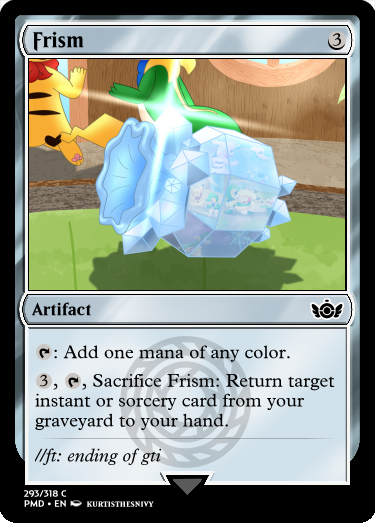 Frism 3
Artifact
T: Add one mana of any color.
3, T, Sacrifice Frism: Return target
instant or sorcery card from your
graveyard to your hand.
//ft: ending of gti
293/318 C
PMD • EN KURTISTHESNIVY